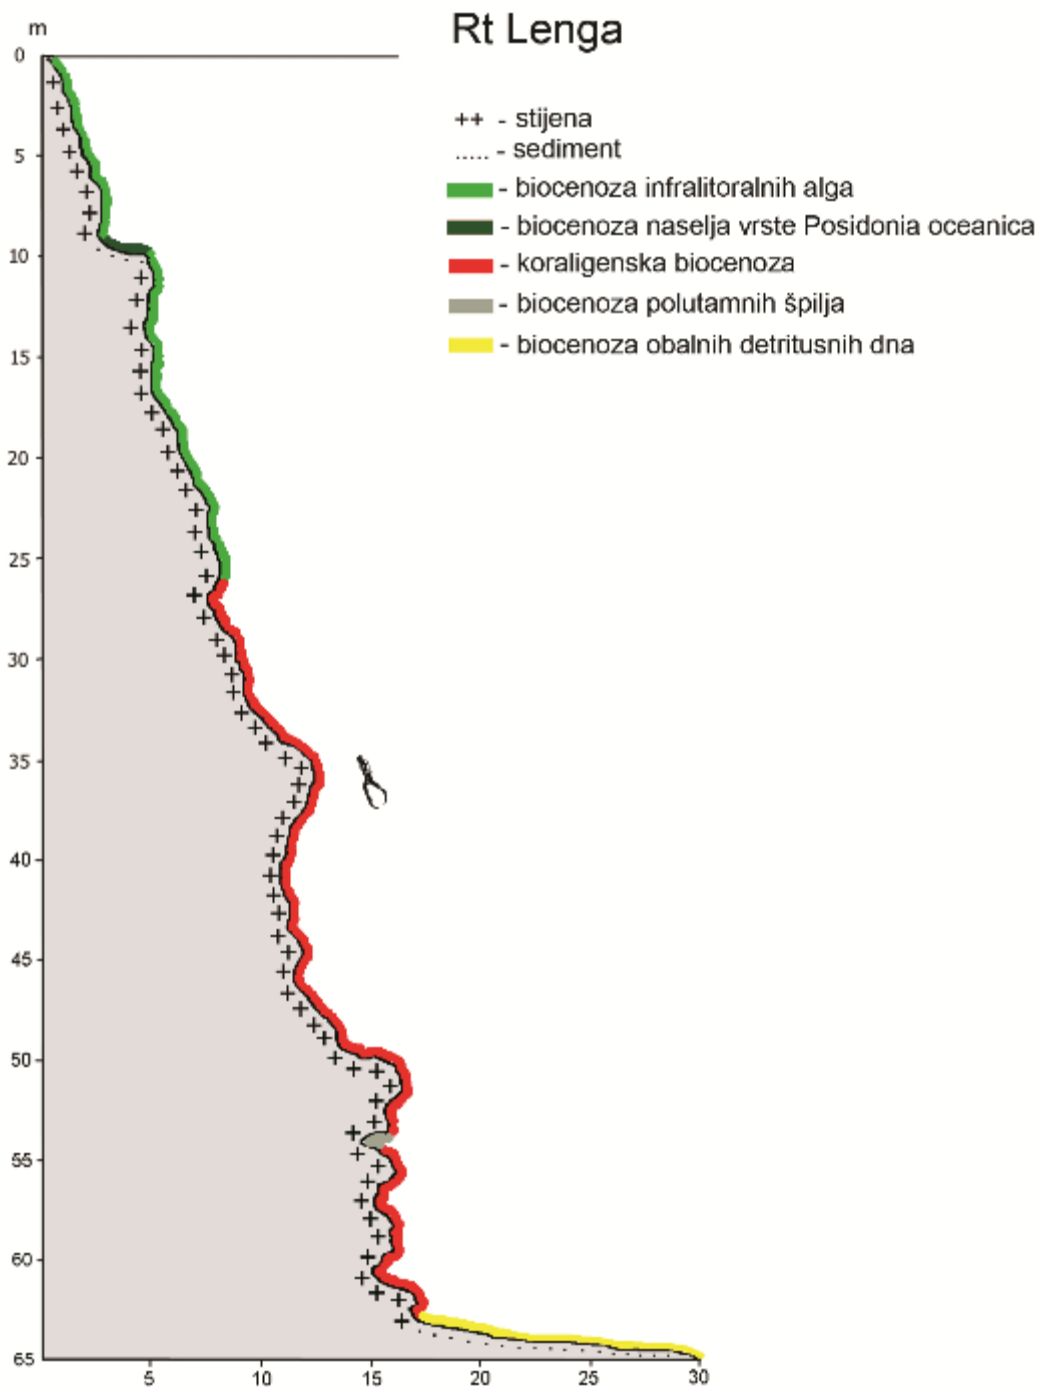 Rt Lenga
m
++ - stijena
..... - sediment
- biocenoza infralitoralnih alga
- biocenoza naselja vrste Posidonia oceanica
- koraligenska biocenoza
- biocenoza polutamnih špilja
- biocenoza obalnih detritusnih dna
0
5
10
15
20
25
30
35
40
45
50
55
60
65
5 10 15 20 25 30